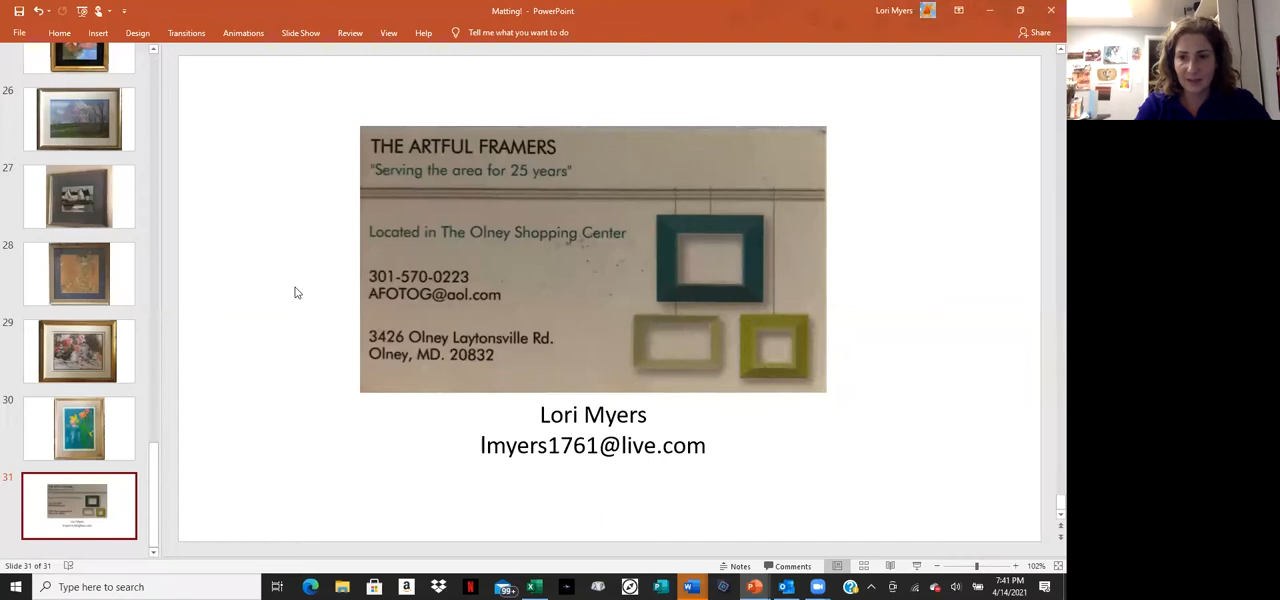 Matting! - PowerPoint
Lori Myers
File Home Insert Design Transitions Animations Slide Show Review View Help Tell me what you want to do Share
26
27
28
29
30
31
THE ARTFUL FRAMERS
"Serving the area for 25 years"
Located in The Olney Shopping Center
301-570-0223
AFOTOG@aol.com
3426 Olney Laytonsville Rd.
Olney, MD. 20832
Lori Myers
lmyers1761@live.com
Slide 31 of 31
Notes Comments 102%
Type here to search
99+
7:41 PM
4/14/2021